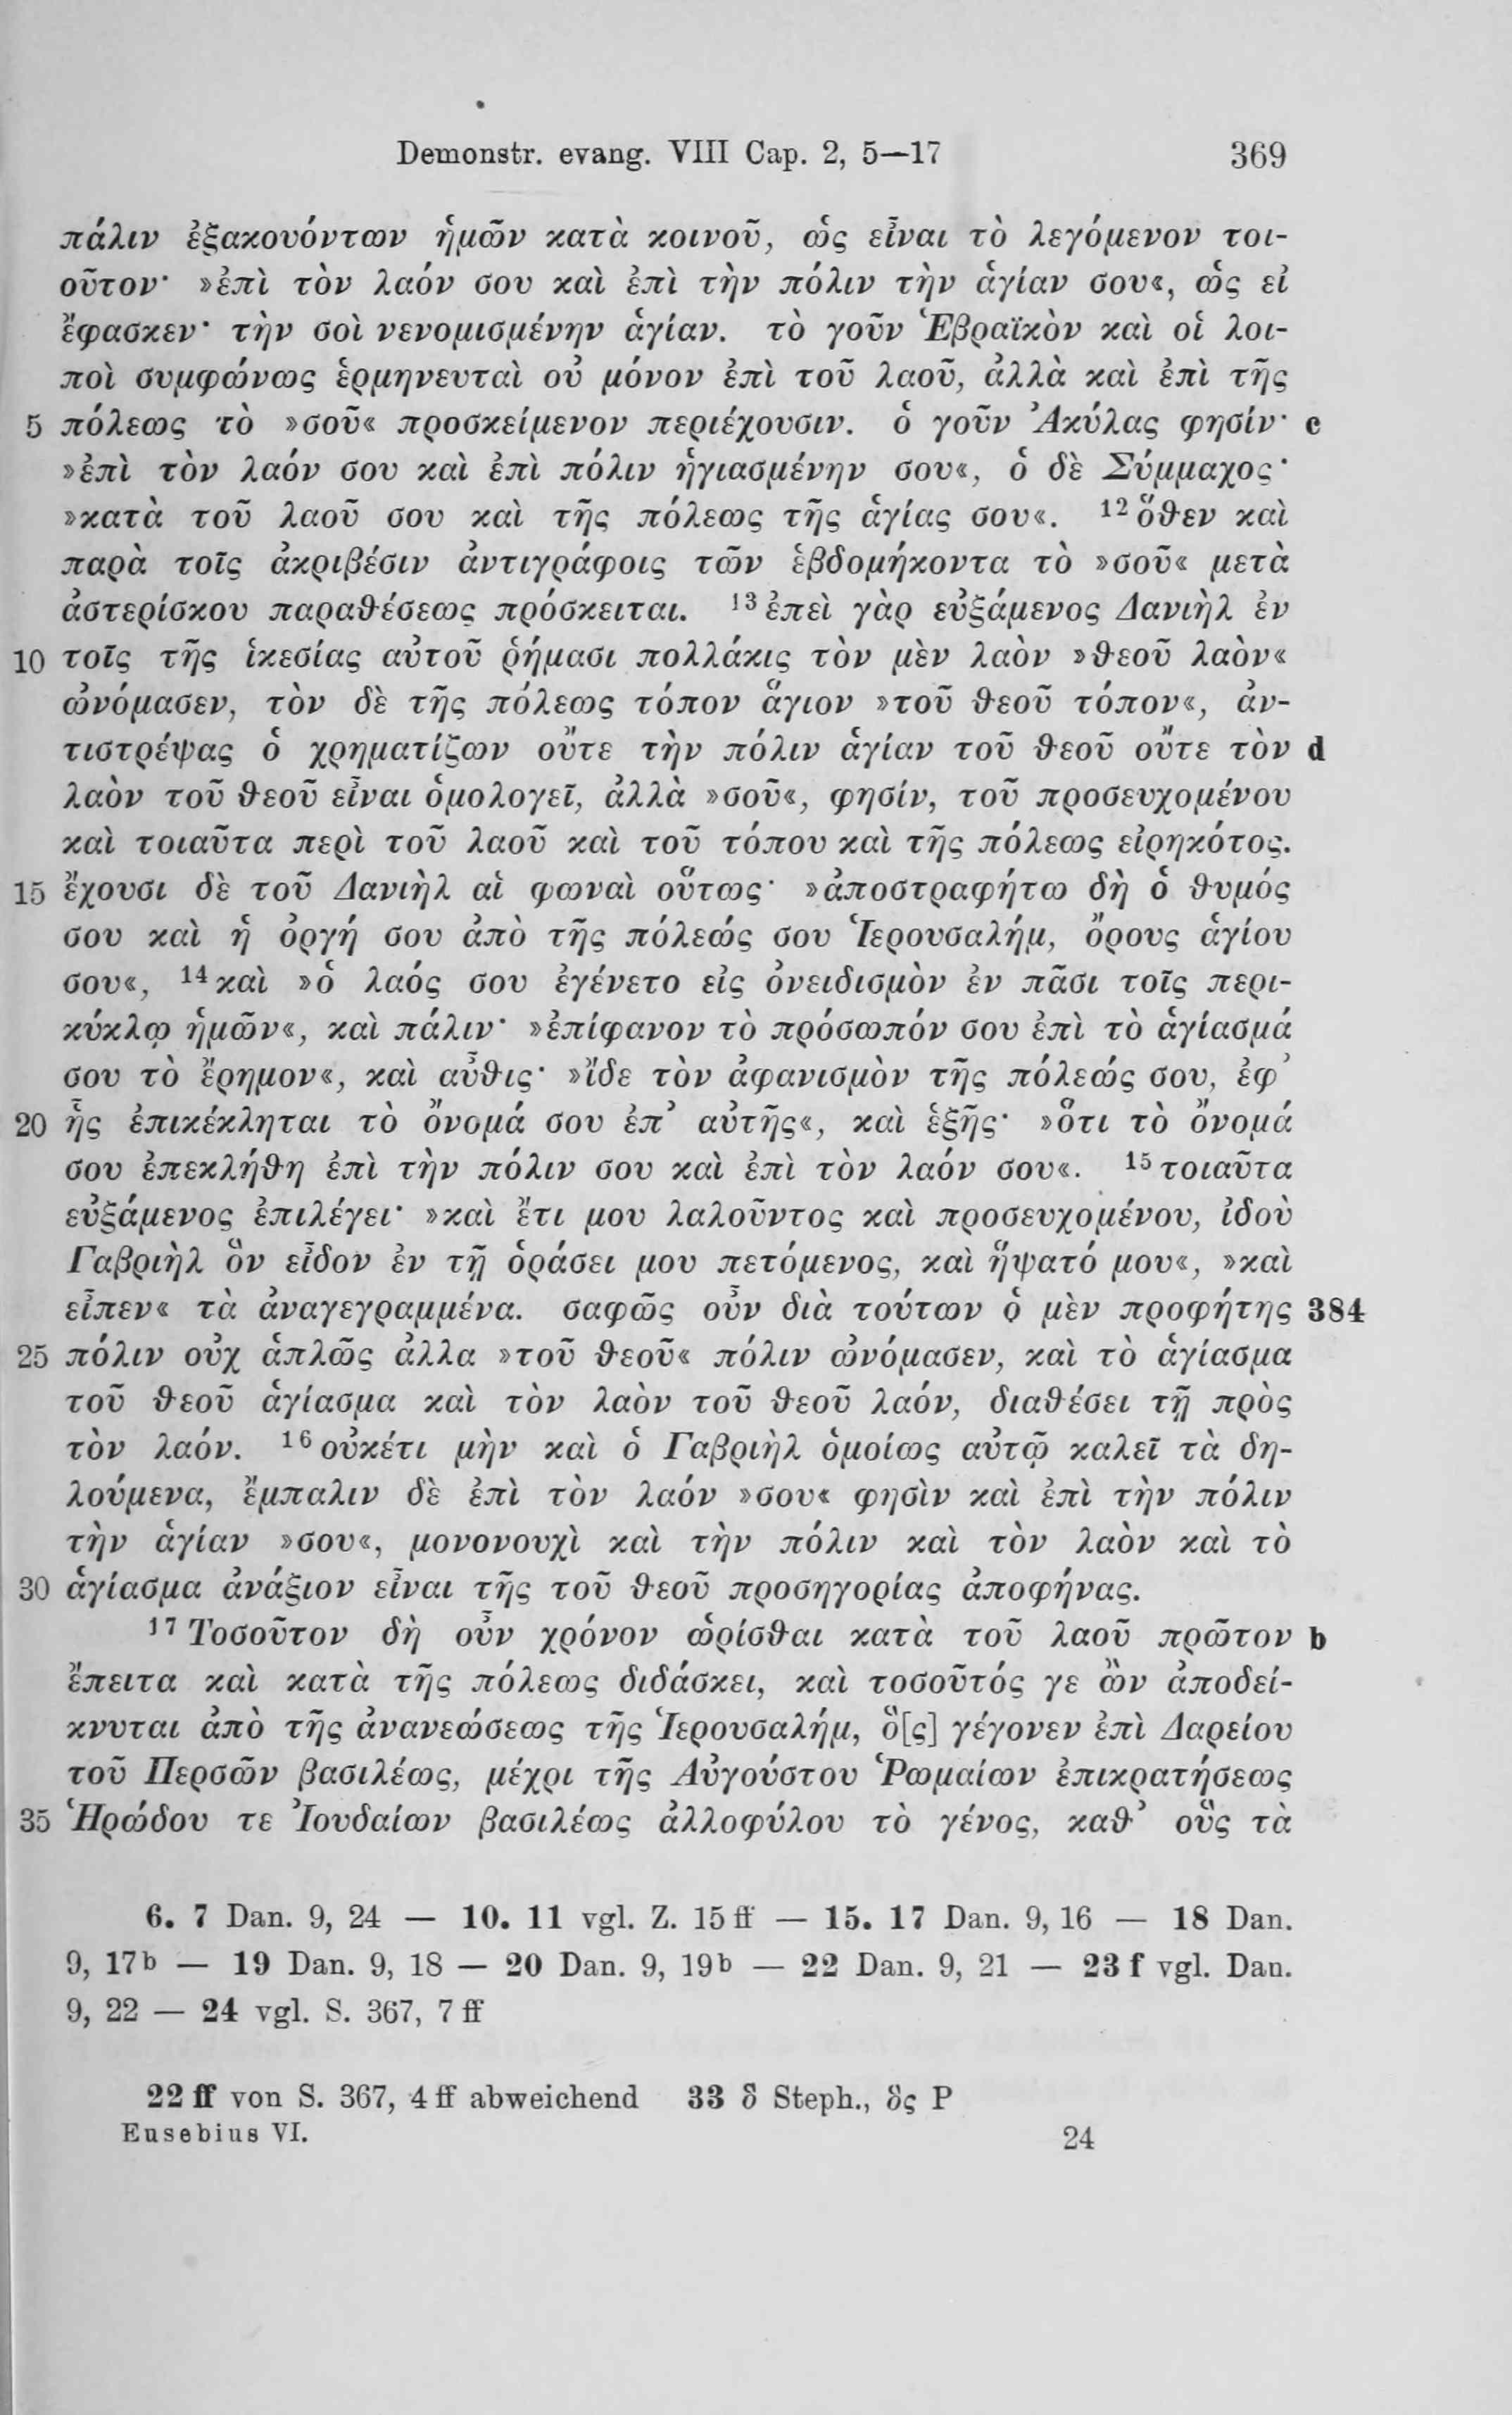 Demonstr. evang. VIII Cap. 2, 5—17 369
πάλιν ἐξακουόντων ἡμῶν κατὰ κοινοῦ, ὡς εἶναι τὸ λεγόμενον τοι-
οῦτον· »ἐπὶ τὸν λαόν σου καὶ ἐπὶ τὴν πόλιν τὴν ἁγίαν σου«, ὡς εἰ
ἔφασκεν· τὴν σοὶ νενομισμένην ἁγίαν. τὸ γοῦν Ἑβραϊκὸν καὶ οἱ λοι-
ποὶ συμφώνως ἑρμηνευταὶ οὐ μόνον ἐπὶ τοῦ λαοῦ, ἀλλὰ καὶ ἐπὶ τῆς
5 πόλεως τὸ »σοῦ« προσκείμενον περιέχουσιν. ὁ γοῦν Ἀκύλας φησίν· c
»ἐπὶ τὸν λαόν σου καὶ ἐπὶ πόλιν ἡγιασμένην σου«, ὁ δὲ Σύμμαχος·
»κατὰ τοῦ λαοῦ σου καὶ τῆς πόλεως τῆς ἁγίας σου«. ¹² ὅθεν καὶ
παρὰ τοῖς ἀκριβέσιν ἀντιγράφοις τῶν ἑβδομήκοντα τὸ »σοῦ« μετὰ
ἀστερίσκου παραθέσεως πρόσκειται. ¹³ ἐπεὶ γὰρ εὐξάμενος Δανιὴλ ἐν
10 τοῖς τῆς ἱκεσίας αὐτοῦ ῥήμασι πολλάκις τὸν μὲν λαὸν »θεοῦ λαὸν«
ὠνόμασεν, τὸν δὲ τῆς πόλεως τόπον ἅγιον »τοῦ θεοῦ τόπον«, ἀν-
τιστρέψας ὁ χρηματίζων οὔτε τὴν πόλιν ἁγίαν τοῦ θεοῦ οὔτε τὸν d
λαὸν τοῦ θεοῦ εἶναι ὁμολογεῖ, ἀλλὰ »σοῦ«, φησίν, τοῦ προσευχομένου
καὶ τοιαῦτα περὶ τοῦ λαοῦ καὶ τοῦ τόπου καὶ τῆς πόλεως εἰρηκότος.
15 ἔχουσι δὲ τοῦ Δανιὴλ αἱ φωναὶ οὕτως· »ἀποστραφήτω δὴ ὁ θυμός
σου καὶ ἡ ὀργή σου ἀπὸ τῆς πόλεώς σου Ἱερουσαλήμ, ὄρους ἁγίου
σου«, ¹⁴ καὶ »ὁ λαός σου ἐγένετο εἰς ὀνειδισμὸν ἐν πᾶσι τοῖς περι-
κύκλῳ ἡμῶν«, καὶ πάλιν· »ἐπίφανον τὸ πρόσωπόν σου ἐπὶ τὸ ἁγίασμά
σου τὸ ἔρημον«, καὶ αὖθις· »ἴδε τὸν ἀφανισμὸν τῆς πόλεώς σου, ἐφ’
20 ἧς ἐπικέκληται τὸ ὄνομά σου ἐπ’ αὐτῆς«, καὶ ἑξῆς· »ὅτι τὸ ὄνομά
σου ἐπεκλήθη ἐπὶ τὴν πόλιν σου καὶ ἐπὶ τὸν λαόν σου«. ¹⁵ τοιαῦτα
εὐξάμενος ἐπιλέγει· »καὶ ἔτι μου λαλοῦντος καὶ προσευχομένου, ἰδοὺ
Γαβριὴλ ὃν εἶδον ἐν τῇ ὁράσει μου πετόμενος, καὶ ἥψατό μου«, »καὶ
εἶπεν« τὰ ἀναγεγραμμένα. σαφῶς οὖν διὰ τούτων ὁ μὲν προφήτης 384
25 πόλιν οὐχ ἁπλῶς ἀλλα »τοῦ θεοῦ« πόλιν ὠνόμασεν, καὶ τὸ ἁγίασμα
τοῦ θεοῦ ἁγίασμα καὶ τὸν λαὸν τοῦ θεοῦ λαόν, διαθέσει τῇ πρὸς
τὸν λαόν. ¹⁶ οὐκέτι μὴν καὶ ὁ Γαβριὴλ ὁμοίως αὐτῷ καλεῖ τὰ δη-
λούμενα, ἔμπαλιν δὲ ἐπὶ τὸν λαόν »σου« φησὶν καὶ ἐπὶ τὴν πόλιν
τὴν ἁγίαν »σου«, μονονουχὶ καὶ τὴν πόλιν καὶ τὸν λαὸν καὶ τὸ
30 ἁγίασμα ἀνάξιον εἶναι τῆς τοῦ θεοῦ προσηγορίας ἀποφήνας.
¹⁷ Τοσοῦτον δὴ οὖν χρόνον ὡρίσθαι κατὰ τοῦ λαοῦ πρῶτον b
ἔπειτα καὶ κατὰ τῆς πόλεως διδάσκει, καὶ τοσοῦτός γε ὢν ἀποδεί-
κνυται ἀπὸ τῆς ἀνανεώσεως τῆς Ἱερουσαλήμ, ὃ[ς] γέγονεν ἐπὶ Δαρείου
τοῦ Περσῶν βασιλέως, μέχρι τῆς Αὐγούστου Ῥωμαίων ἐπικρατήσεως
35 Ἡρώδου τε Ἰουδαίων βασιλέως ἀλλοφύλου τὸ γένος, καθ’ οὓς τὰ
6. 7 Dan. 9, 24 — 10. 11 vgl. Z. 15 ff — 15. 17 Dan. 9, 16 — 18 Dan.
9, 17b — 19 Dan. 9, 18 — 20 Dan. 9, 19b — 22 Dan. 9, 21 — 23 f vgl. Dan.
9, 22 — 24 vgl. S. 367, 7 ff
22 ff von S. 367, 4 ff abweichend 33 ὃ Steph., ὃς P
Eusebius VI. 24